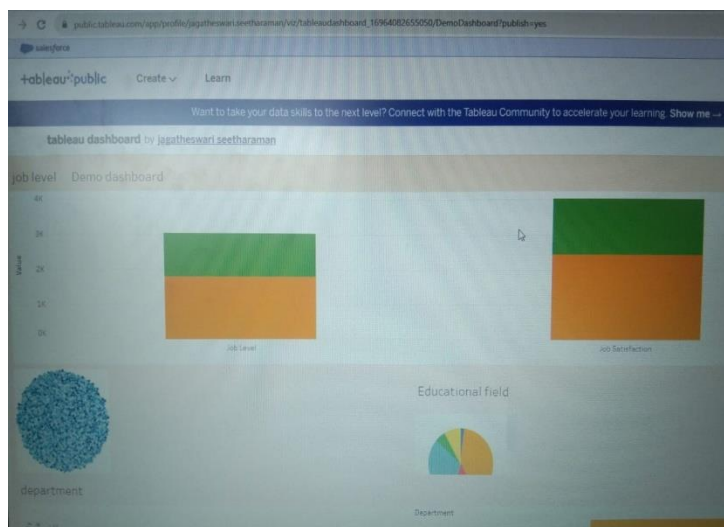 public.tableau.com/app/profile/jagatheswari.seetharaman/viz/tableaudashboard_16964082655050/DemoDashboard?publish=yes
salesforce
+ableau public Create Learn
Want to take your data skills to the next level? Connect with the Tableau Community to accelerate your learning. Show me →
tableau dashboard by jagatheswari.seetharaman
job level Demo dashboard
4K
3K
2K
1K
0K
Value
Job Level
Job Satisfaction
Educational field
department
Department